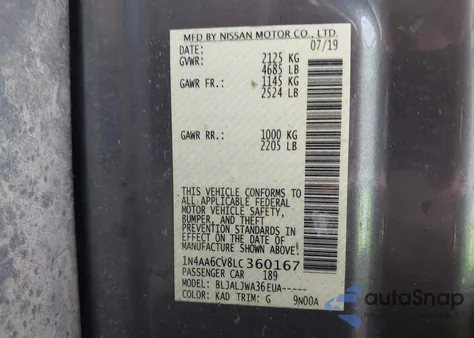 MFD BY NISSAN MOTOR CO., LTD.
DATE: 07/19
GVWR: 2125 KG
4685 LB
GAWR FR.: 1145 KG
2524 LB
GAWR RR.: 1000 KG
2205 LB
THIS VEHICLE CONFORMS TO
ALL APPLICABLE FEDERAL
MOTOR VEHICLE SAFETY,
BUMPER, AND THEFT
PREVENTION STANDARDS IN
EFFECT ON THE DATE OF
MANUFACTURE SHOWN ABOVE.
1N4AA6CV8LC360167
PASSENGER CAR 189
MODEL: BLJALJWA36EUA-----
COLOR: KAD TRIM: G 9N00A
autoSnap